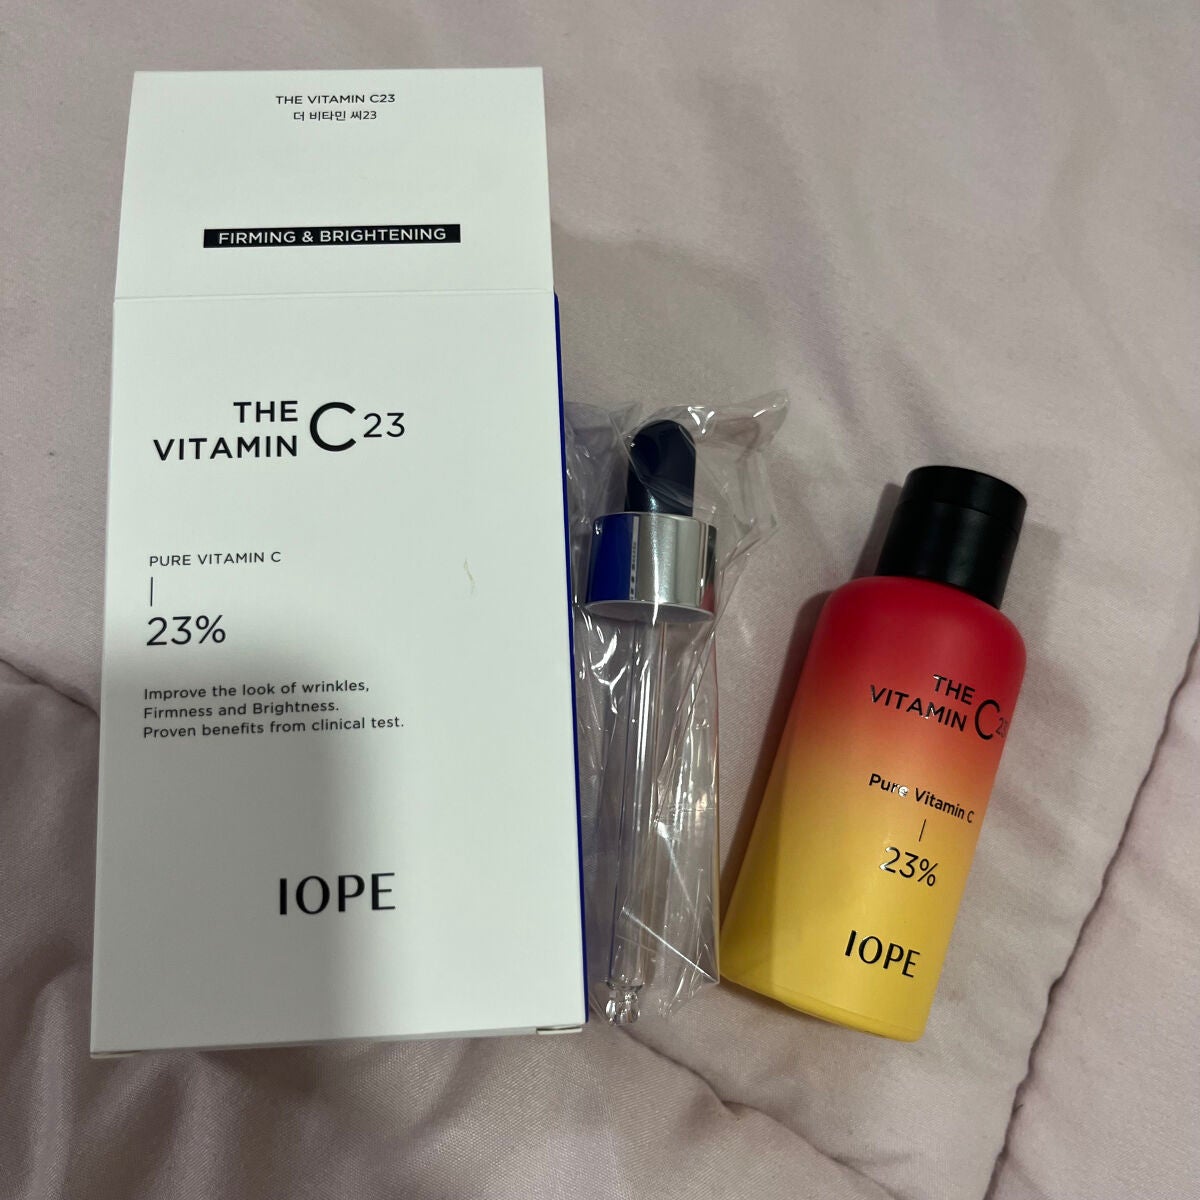 THE VITAMIN C23
더 비타민 씨23
FIRMING & BRIGHTENING
THE
VITAMIN C23
PURE VITAMIN C
23%
Improve the look of wrinkles,
Firmness and Brightness.
Proven benefits from clinical test.
IOPE
THE
VITAMIN C23
Pure Vitamin C
23%
IOPE